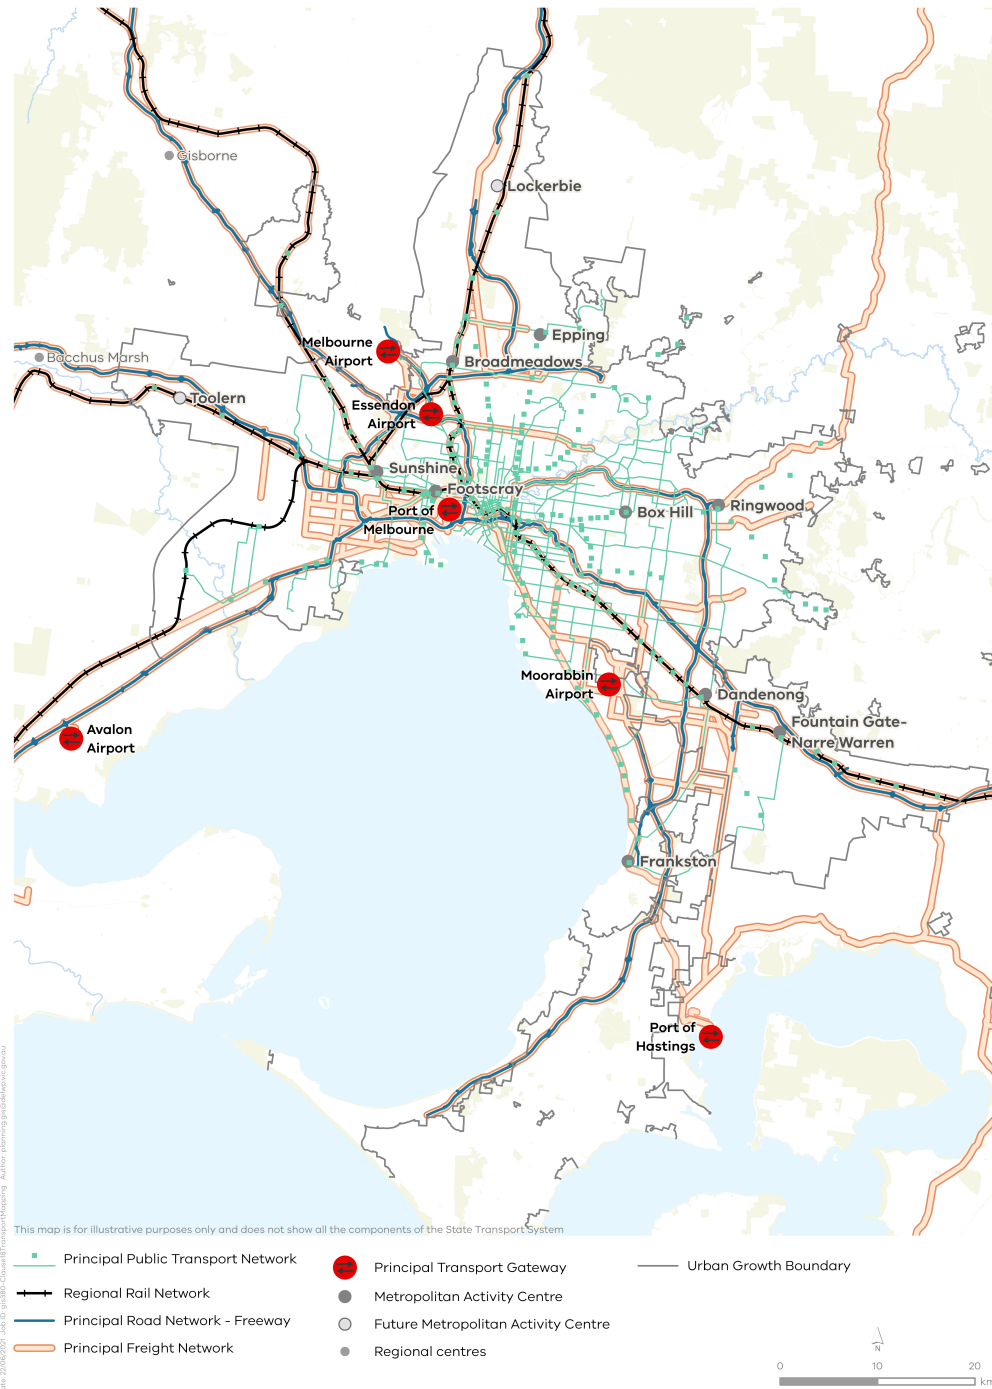 Gisborne
Lockerbie
Melbourne
Airport
Epping
Bacchus Marsh
Broadmeadows
Toolern
Essendon
Airport
Sunshine
Footscray
Port of
Melbourne
Box Hill
Ringwood
Moorabbin
Airport
Dandenong
Avalon
Airport
Fountain Gate-
Narre Warren
Frankston
Port of
Hastings
This map is for illustrative purposes only and does not show all the components of the State Transport System
Principal Public Transport Network
Regional Rail Network
Principal Road Network - Freeway
Principal Freight Network
Principal Transport Gateway
Metropolitan Activity Centre
Future Metropolitan Activity Centre
Regional centres
Urban Growth Boundary
N
0 10 20
km